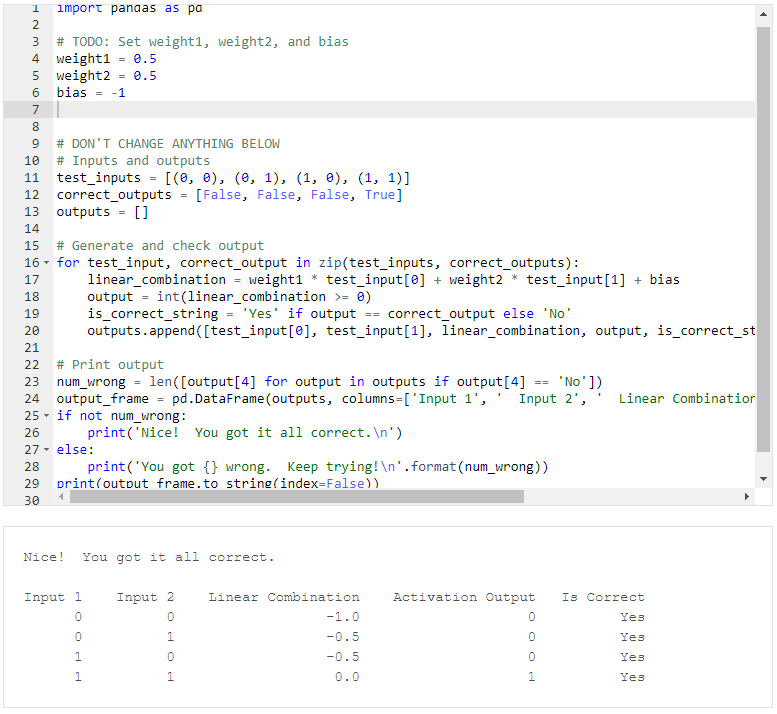 1 import pandas as pd
2
3 # TODO: Set weight1, weight2, and bias
4 weight1 = 0.5
5 weight2 = 0.5
6 bias = -1
7
8
9 # DON'T CHANGE ANYTHING BELOW
10 # Inputs and outputs
11 test_inputs = [(0, 0), (0, 1), (1, 0), (1, 1)]
12 correct_outputs = [False, False, False, True]
13 outputs = []
14
15 # Generate and check output
16 for test_input, correct_output in zip(test_inputs, correct_outputs):
17     linear_combination = weight1 * test_input[0] + weight2 * test_input[1] + bias
18     output = int(linear_combination >= 0)
19     is_correct_string = 'Yes' if output == correct_output else 'No'
20     outputs.append([test_input[0], test_input[1], linear_combination, output, is_correct_st
21
22 # Print output
23 num_wrong = len([output[4] for output in outputs if output[4] == 'No'])
24 output_frame = pd.DataFrame(outputs, columns=['Input 1', '  Input 2', '  Linear Combination
25 if not num_wrong:
26     print('Nice!  You got it all correct.\n')
27 else:
28     print('You got {} wrong.  Keep trying!\n'.format(num_wrong))
29 print(output_frame.to_string(index=False))
30
Nice!  You got it all correct.
Input 1    Input 2    Linear Combination    Activation Output   Is Correct
0          0                  -1.0                    0          Yes
0          1                  -0.5                    0          Yes
1          0                  -0.5                    0          Yes
1          1                   0.0                    1          Yes